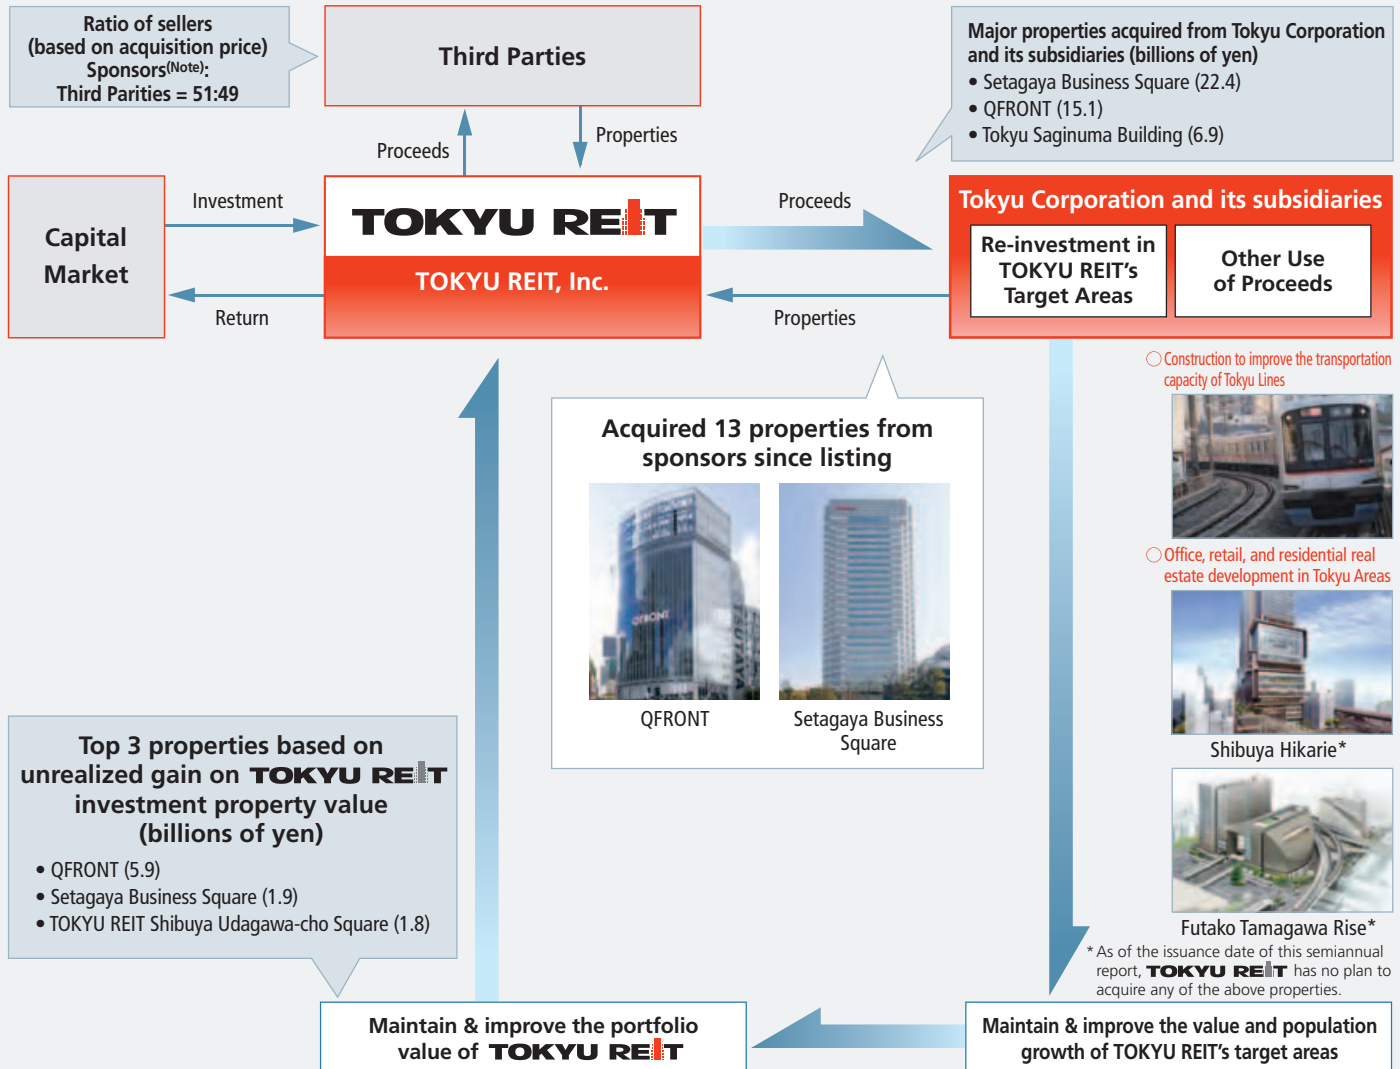 Ratio of sellers
(based on acquisition price)
Sponsors(Note):
Third Parities = 51:49
Third Parties
Major properties acquired from Tokyu Corporation
and its subsidiaries (billions of yen)
• Setagaya Business Square (22.4)
• QFRONT (15.1)
• Tokyu Saginuma Building (6.9)
Proceeds
Properties
Capital
Market
Investment
Return
TOKYU REIT
TOKYU REIT, Inc.
Proceeds
Properties
Tokyu Corporation and its subsidiaries
Re-investment in
TOKYU REIT's
Target Areas
Other Use
of Proceeds
Construction to improve the transportation
capacity of Tokyu Lines
Acquired 13 properties from
sponsors since listing
QFRONT
QFRONT
Setagaya Business
Square
Office, retail, and residential real
estate development in Tokyu Areas
Shibuya Hikarie*
Futako Tamagawa Rise*
* As of the issuance date of this semiannual
report, TOKYU REIT has no plan to
acquire any of the above properties.
Top 3 properties based on
unrealized gain on TOKYU REIT
investment property value
(billions of yen)
• QFRONT (5.9)
• Setagaya Business Square (1.9)
• TOKYU REIT Shibuya Udagawa-cho Square (1.8)
Maintain & improve the portfolio
value of TOKYU REIT
Maintain & improve the value and population
growth of TOKYU REIT's target areas